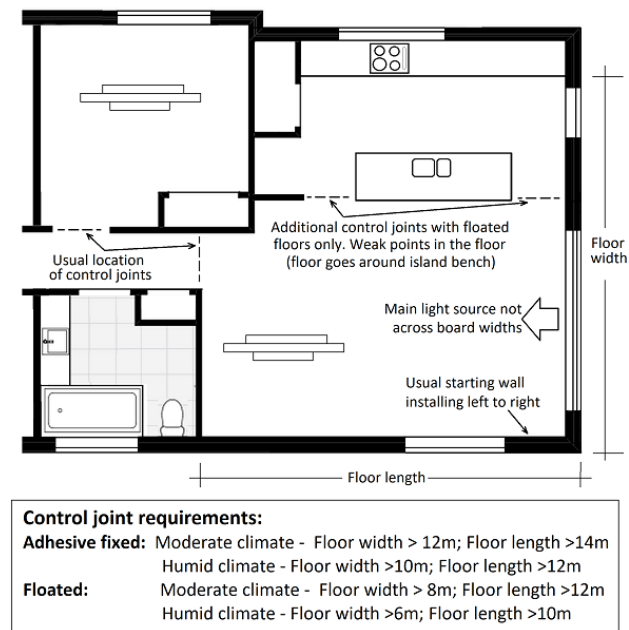 Additional control joints with floated
floors only. Weak points in the floor
(floor goes around island bench)
Usual location
of control joints
Floor
width
Main light source not
across board widths
Usual starting wall
installing left to right
Floor length
Control joint requirements:
Adhesive fixed: Moderate climate - Floor width > 12m; Floor length >14m
Humid climate - Floor width >10m; Floor length >12m
Floated: Moderate climate - Floor width > 8m; Floor length >12m
Humid climate - Floor width >6m; Floor length >10m